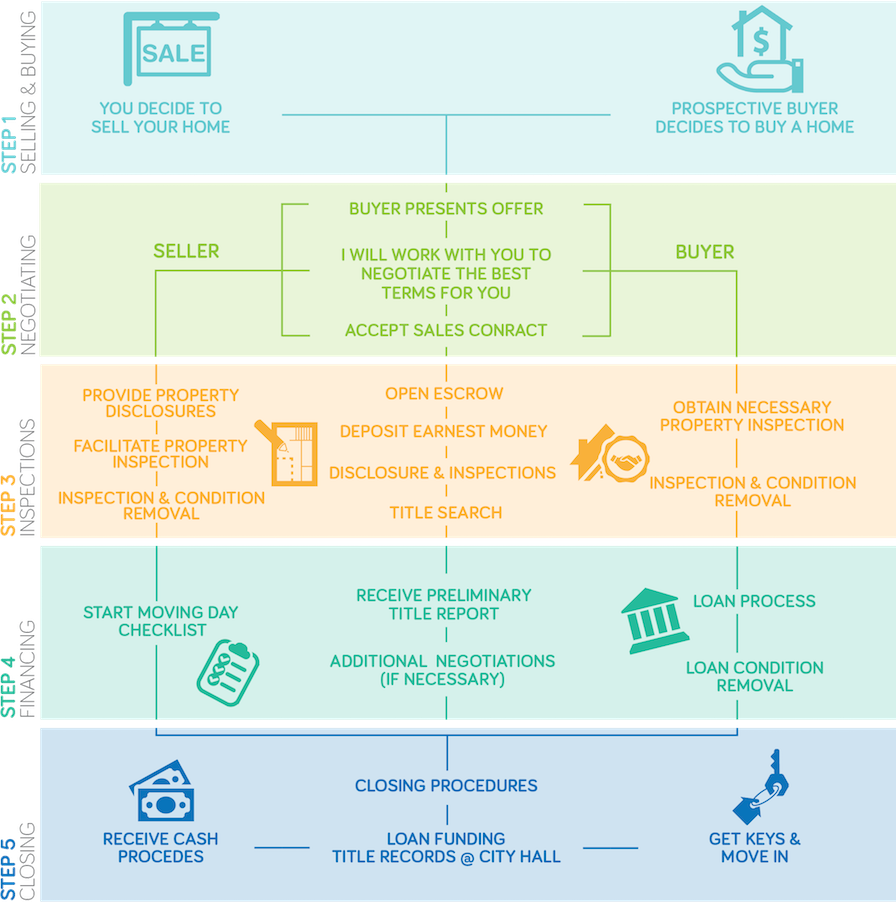 STEP 1
SELLING & BUYING
SALE
YOU DECIDE TO
SELL YOUR HOME
$
PROSPECTIVE BUYER
DECIDES TO BUY A HOME
STEP 2
NEGOTIATING
SELLER
BUYER PRESENTS OFFER
I WILL WORK WITH YOU TO
NEGOTIATE THE BEST
TERMS FOR YOU
ACCEPT SALES CONRACT
BUYER
STEP 3
INSPECTIONS
PROVIDE PROPERTY
DISCLOSURES
FACILITATE PROPERTY
INSPECTION
INSPECTION & CONDITION
REMOVAL
OPEN ESCROW
DEPOSIT EARNEST MONEY
DISCLOSURE & INSPECTIONS
TITLE SEARCH
OBTAIN NECESSARY
PROPERTY INSPECTION
INSPECTION & CONDITION
REMOVAL
STEP 4
FINANCING
START MOVING DAY
CHECKLIST
RECEIVE PRELIMINARY
TITLE REPORT
ADDITIONAL NEGOTIATIONS
(IF NECESSARY)
LOAN PROCESS
LOAN CONDITION
REMOVAL
STEP 5
CLOSING
RECEIVE CASH
PROCEDES
CLOSING PROCEDURES
LOAN FUNDING
TITLE RECORDS @ CITY HALL
GET KEYS &
MOVE IN